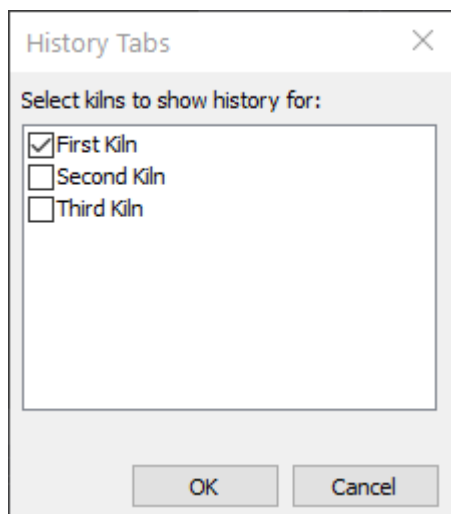 History Tabs
Select kilns to show history for:
First Kiln
Second Kiln
Third Kiln
OK Cancel